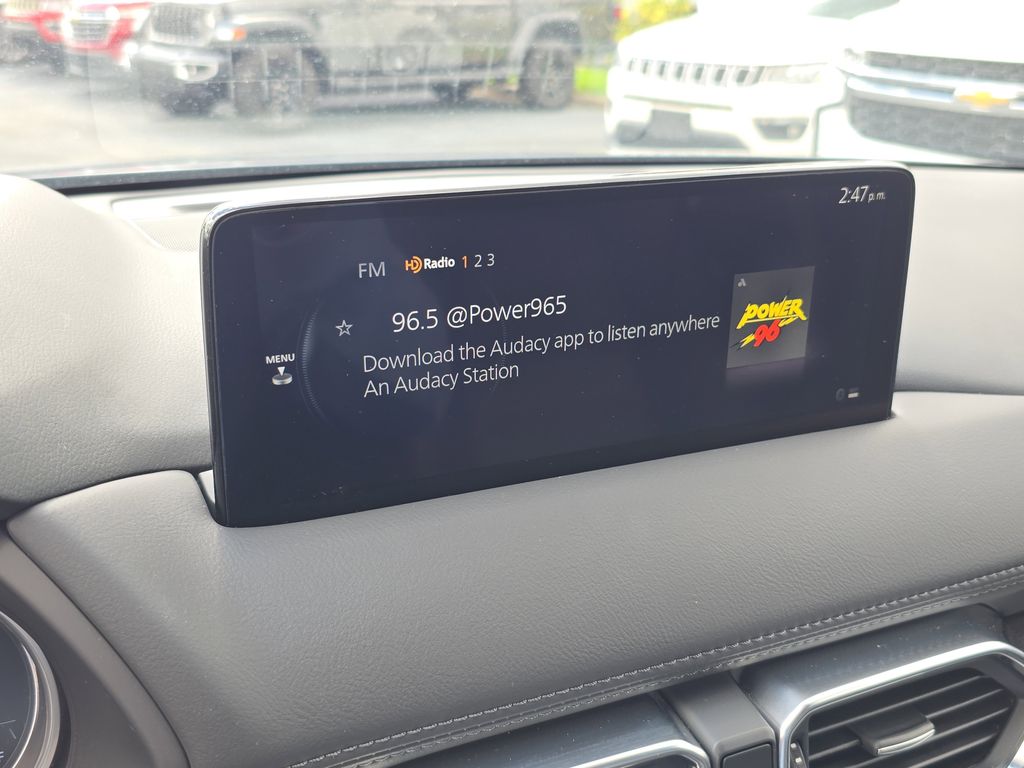 2:47 p.m.
FM HD Radio 1 2 3
96.5 @Power965
MENU
Download the Audacy app to listen anywhere
An Audacy Station
POWER
96